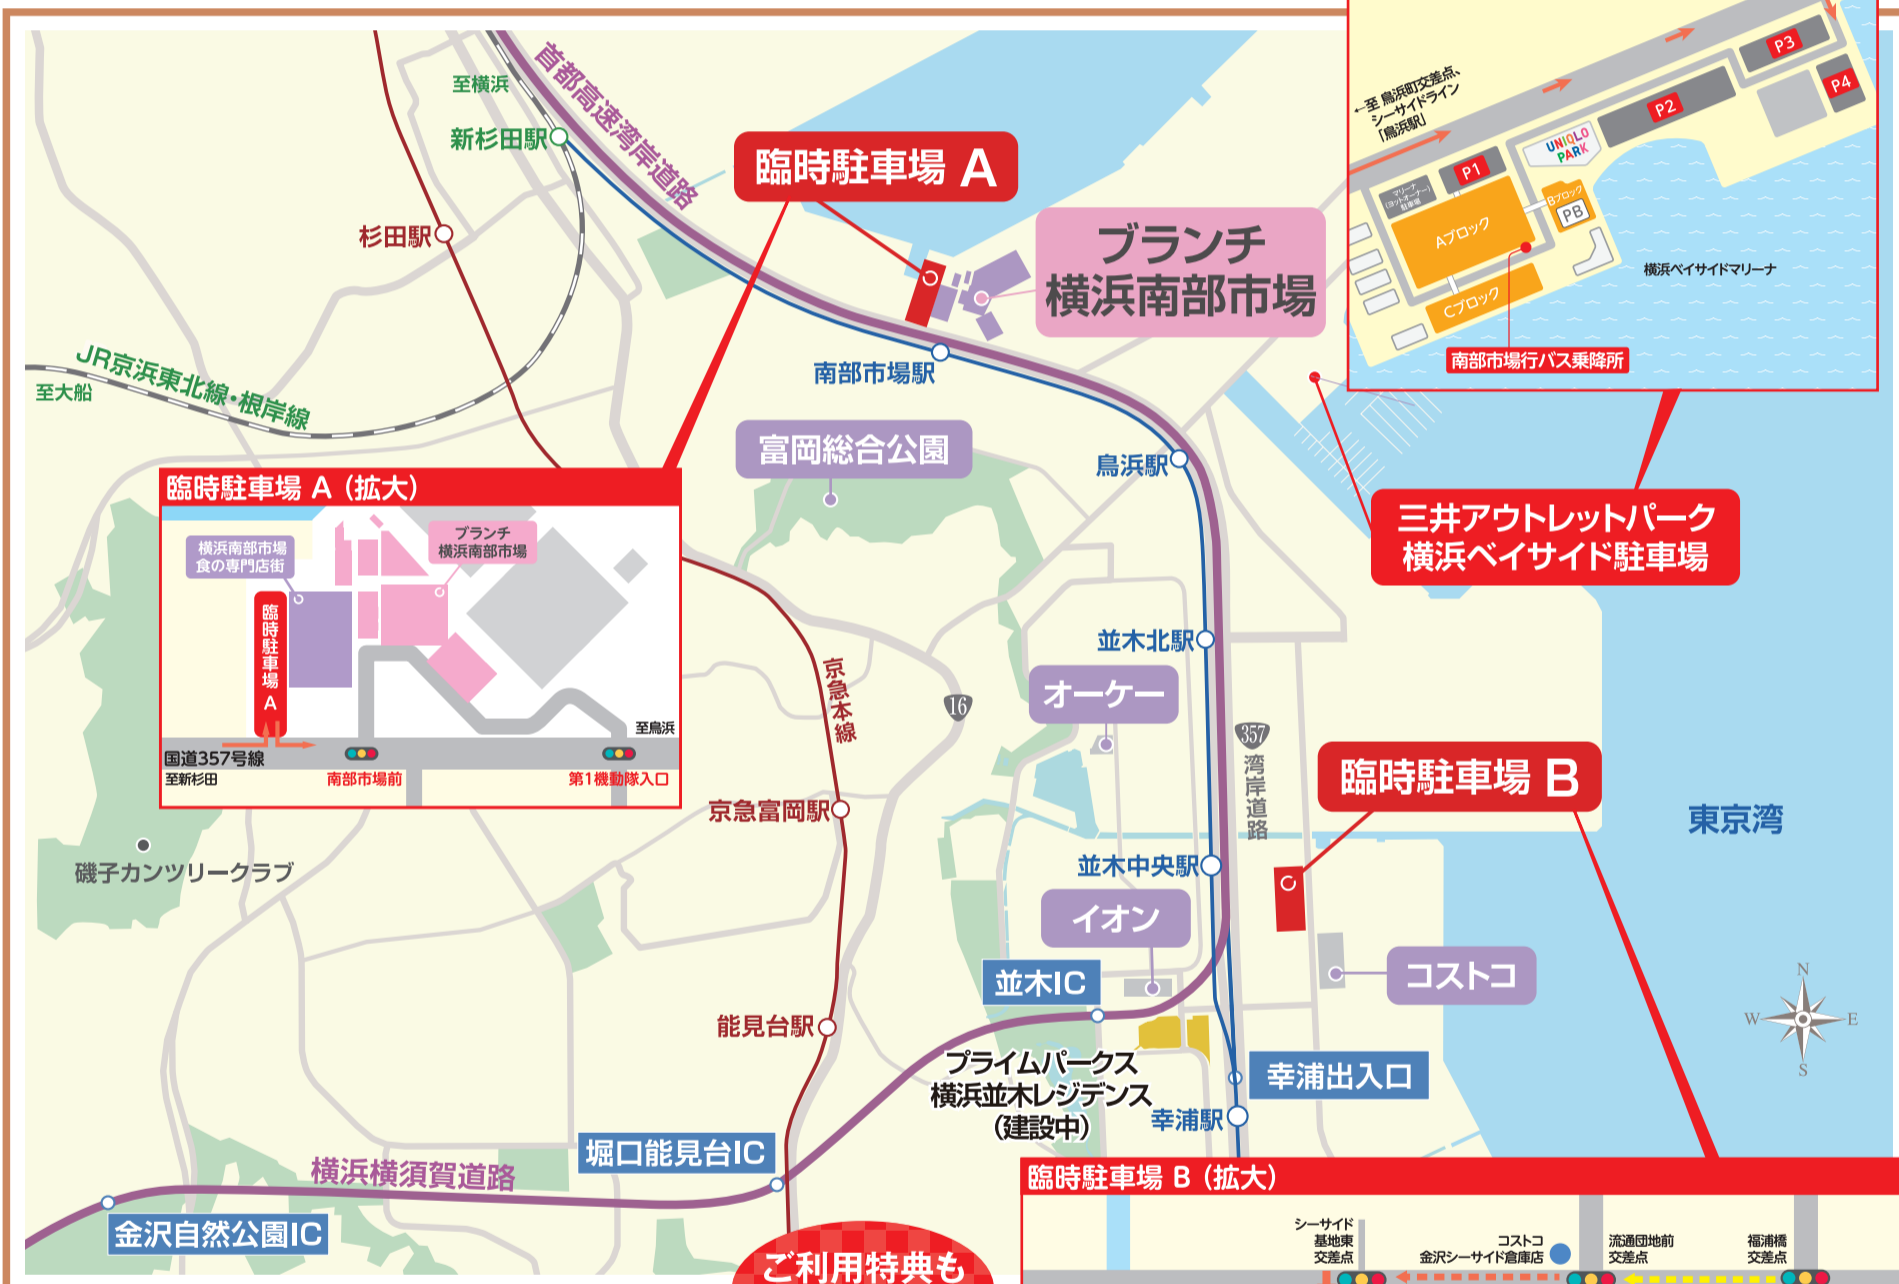 至横浜
新杉田駅
首都高速湾岸道路
杉田駅
臨時駐車場 A
ブランチ
横浜南部市場
南部市場駅
JR京浜東北線・根岸線
至大船
富岡総合公園
鳥浜駅
←至 鳥浜町交差点、
シーサイドライン
「鳥浜駅」
P1
P2
P3
P4
UNIQLO
PARK
マリーナ
(ヨットオーナー)
駐車場
Aブロック
Bブロック
PB
Cブロック
横浜ベイサイドマリーナ
南部市場行バス乗降所
三井アウトレットパーク
横浜ベイサイド駐車場
臨時駐車場 A(拡大)
横浜南部市場
食の専門店街
ブランチ
横浜南部市場
臨時駐車場 A
国道357号線
至新杉田
南部市場前
第1機動隊入口
至鳥浜
並木北駅
オーケー
京急本線
16
357
湾岸道路
臨時駐車場 B
京急富岡駅
東京湾
磯子カンツリークラブ
並木中央駅
イオン
コストコ
並木IC
能見台駅
プライムパークス
横浜並木レジデンス
(建設中)
幸浦出入口
幸浦駅
N
W
E
S
堀口能見台IC
横浜横須賀道路
金沢自然公園IC
ご利用特典も
臨時駐車場 B(拡大)
シーサイド
基地東
交差点
コストコ
金沢シーサイド倉庫店
流通団地前
交差点
福浦橋
交差点